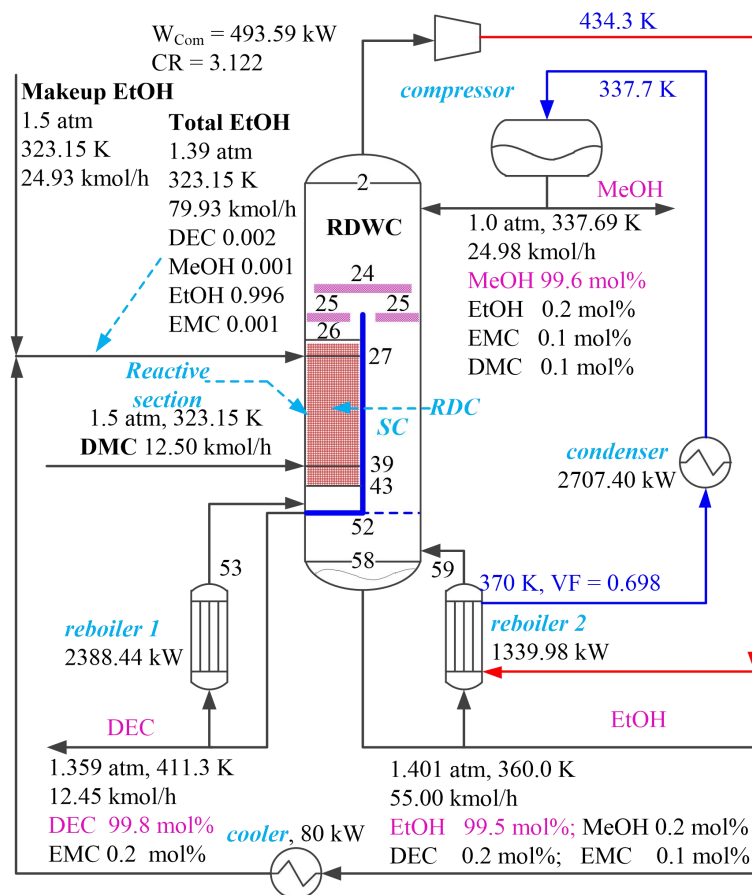 W_Com = 493.59 kW
CR = 3.122
434.3 K
compressor
337.7 K
Makeup EtOH
1.5 atm
323.15 K
24.93 kmol/h
Total EtOH
1.39 atm
323.15 K
79.93 kmol/h
DEC 0.002
MeOH 0.001
EtOH 0.996
EMC 0.001
2
RDWC
MeOH
1.0 atm, 337.69 K
24.98 kmol/h
MeOH 99.6 mol%
EtOH 0.2 mol%
EMC 0.1 mol%
DMC 0.1 mol%
24
25
25
26
27
Reactive
section
RDC
SC
1.5 atm, 323.15 K
DMC 12.50 kmol/h
39
43
condenser
2707.40 kW
52
53
58
59
370 K, VF = 0.698
reboiler 1
2388.44 kW
reboiler 2
1339.98 kW
DEC
EtOH
1.359 atm, 411.3 K
12.45 kmol/h
DEC 99.8 mol%
EMC 0.2 mol%
cooler, 80 kW
1.401 atm, 360.0 K
55.00 kmol/h
EtOH 99.5 mol%; MeOH 0.2 mol%
DEC 0.2 mol%; EMC 0.1 mol%